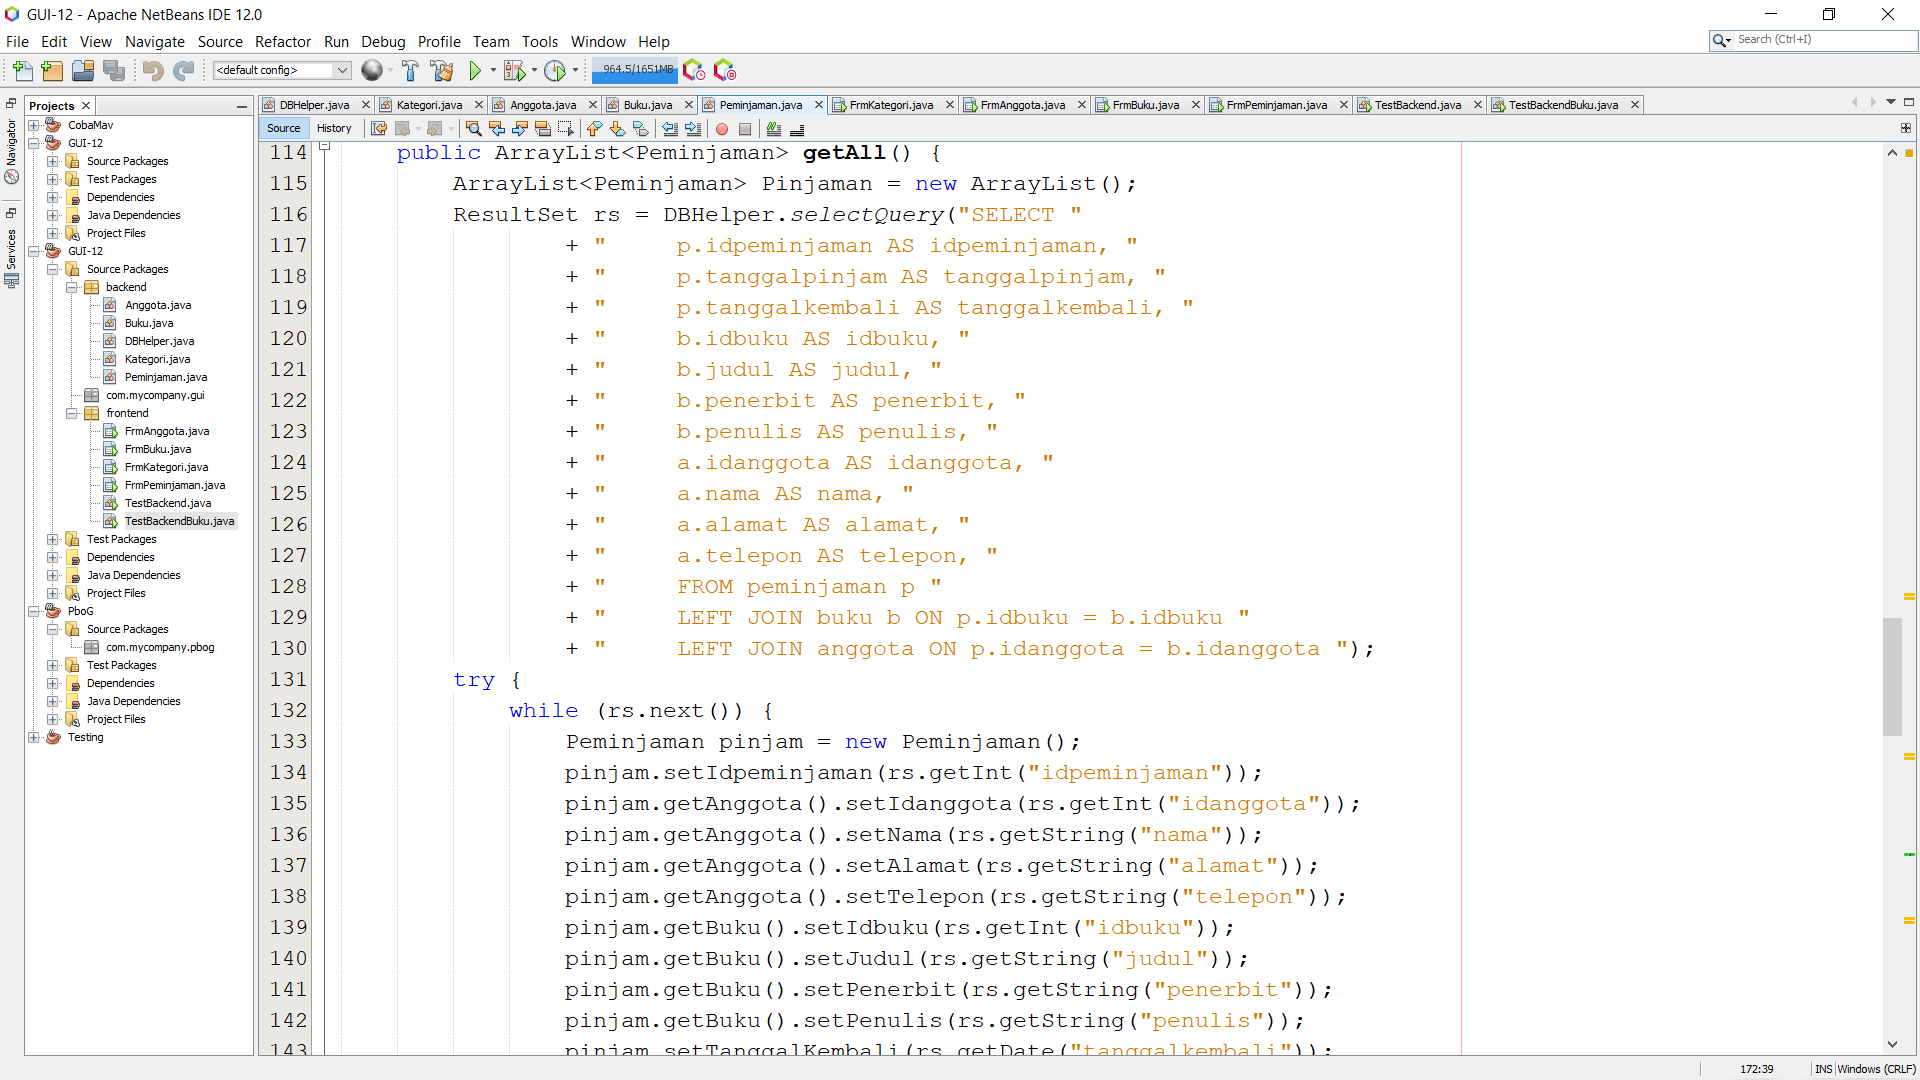 GUI-12 - Apache NetBeans IDE 12.0
File Edit View Navigate Source Refactor Run Debug Profile Team Tools Window Help
Search (Ctrl+I)
<default config>
964.5/1651MB
Projects
DBHelper.java Kategori.java Anggota.java Buku.java Peminjaman.java FrmKategori.java FrmAnggota.java FrmBuku.java FrmPeminjaman.java TestBackend.java TestBackendBuku.java
Source History
Navigator
Services
CobaMav
GUI-12
Source Packages
Test Packages
Dependencies
Java Dependencies
Project Files
GUI-12
Source Packages
backend
Anggota.java
Buku.java
DBHelper.java
Kategori.java
Peminjaman.java
com.mycompany.gui
frontend
FrmAnggota.java
FrmBuku.java
FrmKategori.java
FrmPeminjaman.java
TestBackend.java
TestBackendBuku.java
Test Packages
Dependencies
Java Dependencies
Project Files
PboG
Source Packages
com.mycompany.pbog
Test Packages
Dependencies
Java Dependencies
Project Files
Testing
114 public ArrayList<Peminjaman> getAll() {
115 ArrayList<Peminjaman> Pinjaman = new ArrayList();
116 ResultSet rs = DBHelper.selectQuery("SELECT "
117 + "     p.idpeminjaman AS idpeminjaman, "
118 + "     p.tanggalpinjam AS tanggalpinjam, "
119 + "     p.tanggalkembali AS tanggalkembali, "
120 + "     b.idbuku AS idbuku, "
121 + "     b.judul AS judul, "
122 + "     b.penerbit AS penerbit, "
123 + "     b.penulis AS penulis, "
124 + "     a.idanggota AS idanggota, "
125 + "     a.nama AS nama, "
126 + "     a.alamat AS alamat, "
127 + "     a.telepon AS telepon, "
128 + "     FROM peminjaman p "
129 + "     LEFT JOIN buku b ON p.idbuku = b.idbuku "
130 + "     LEFT JOIN anggota ON p.idanggota = b.idanggota ");
131 try {
132 while (rs.next()) {
133 Peminjaman pinjam = new Peminjaman();
134 pinjam.setIdpeminjaman(rs.getInt("idpeminjaman"));
135 pinjam.getAnggota().setIdanggota(rs.getInt("idanggota"));
136 pinjam.getAnggota().setNama(rs.getString("nama"));
137 pinjam.getAnggota().setAlamat(rs.getString("alamat"));
138 pinjam.getAnggota().setTelepon(rs.getString("telepon"));
139 pinjam.getBuku().setIdbuku(rs.getInt("idbuku"));
140 pinjam.getBuku().setJudul(rs.getString("judul"));
141 pinjam.getBuku().setPenerbit(rs.getString("penerbit"));
142 pinjam.getBuku().setPenulis(rs.getString("penulis"));
143 pinjam.setTanggalKembali(rs.getDate("tanggalkembali"));
172:39 INS Windows (CRLF)